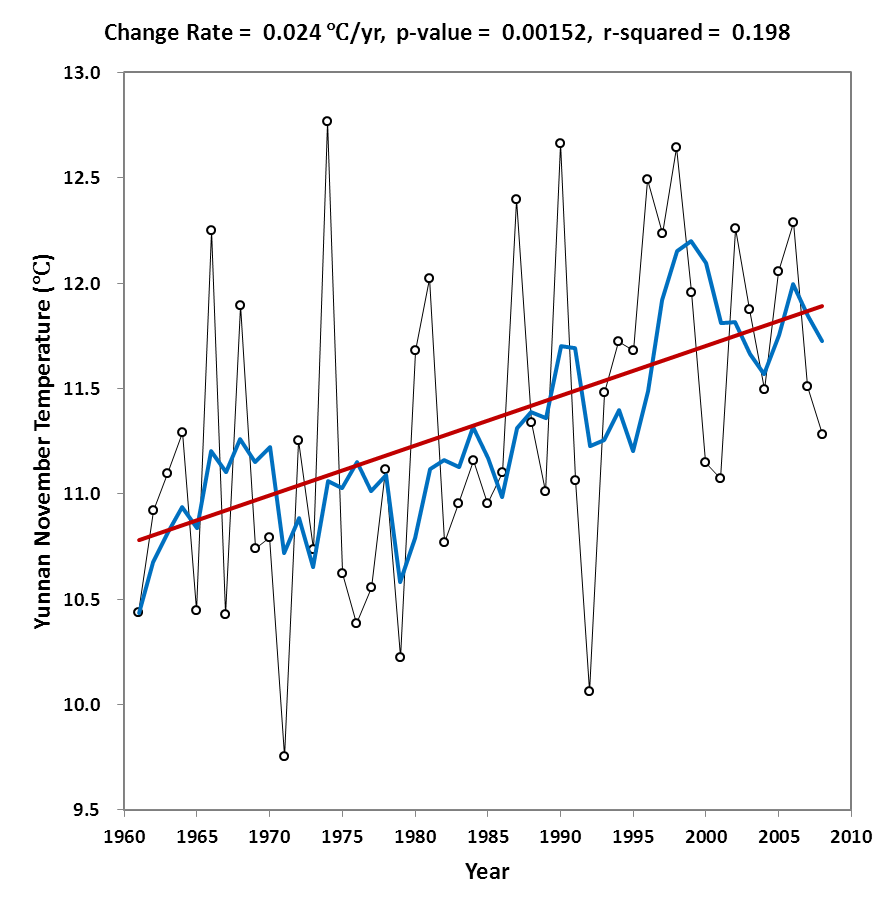 Change Rate = 0.024 ℃/yr, p-value = 0.00152, r-squared = 0.198
Yunnan November Temperature (℃)
13.0
12.5
12.0
11.5
11.0
10.5
10.0
9.5
1960 1965 1970 1975 1980 1985 1990 1995 2000 2005 2010
Year